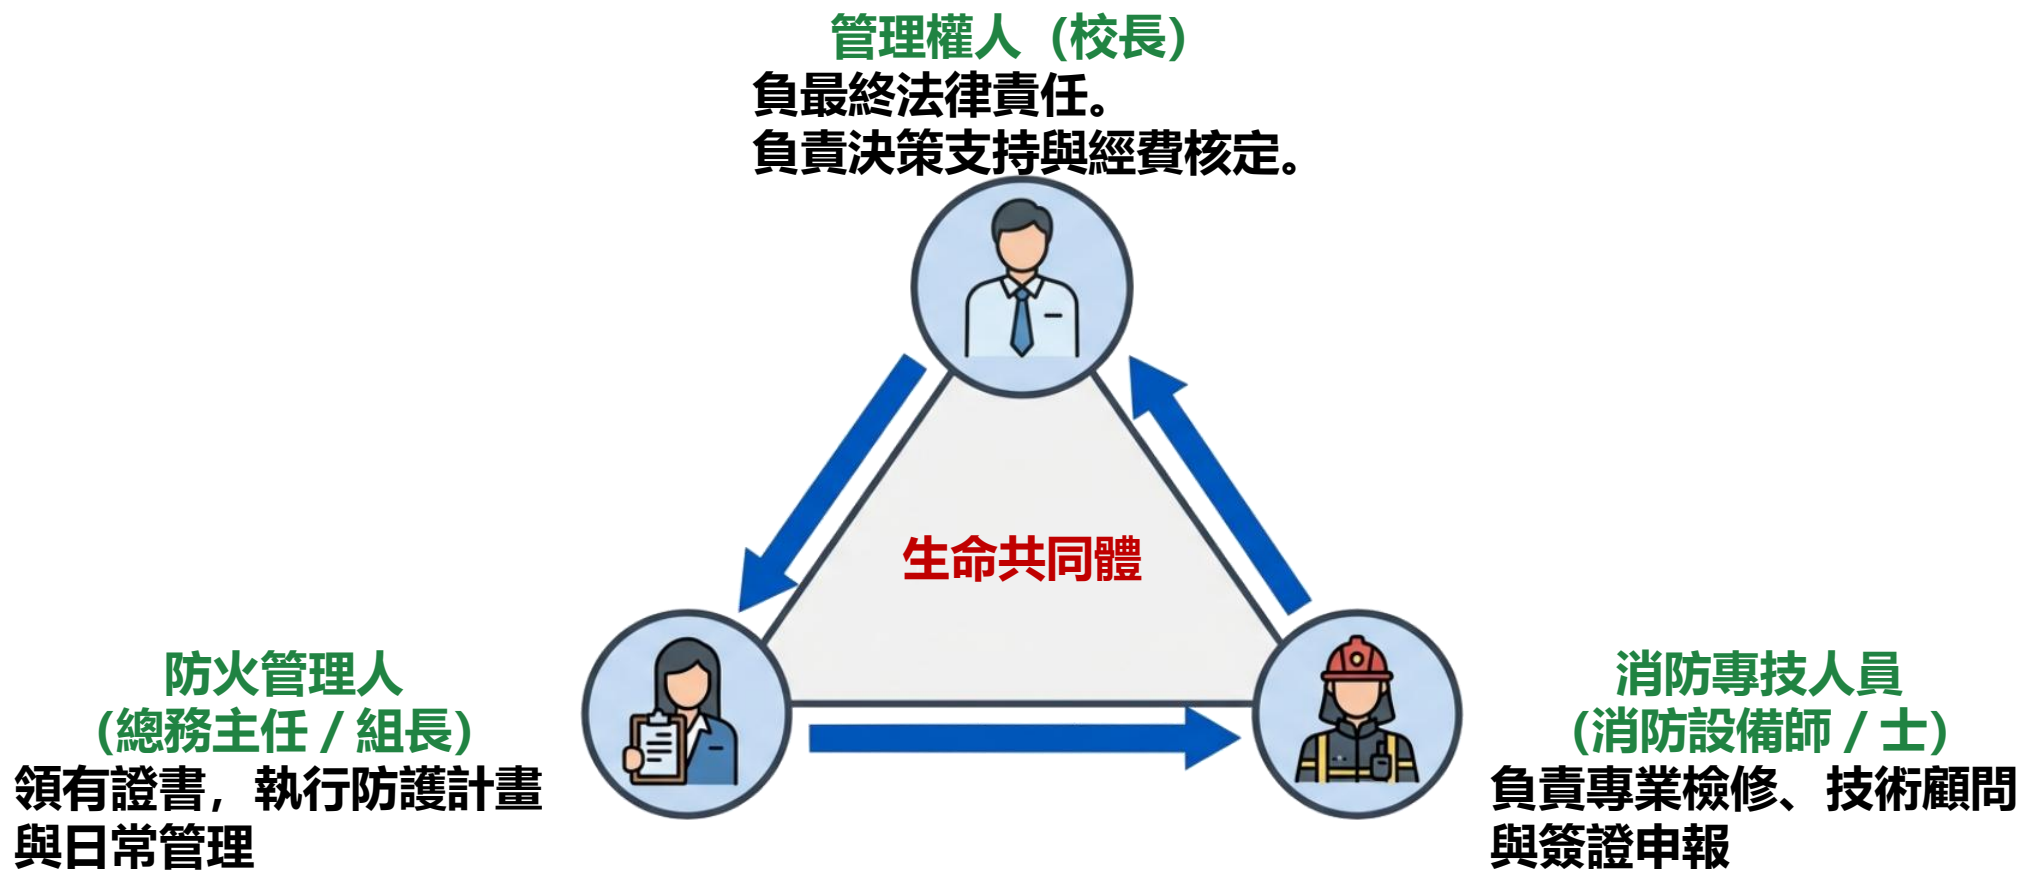 管理權人（校長）
負最終法律責任。
負責決策支持與經費核定。
生命共同體
防火管理人
（總務主任 / 組長）
領有證書，執行防護計畫
與日常管理
消防專技人員
（消防設備師 / 士）
負責專業檢修、技術顧問
與簽證申報